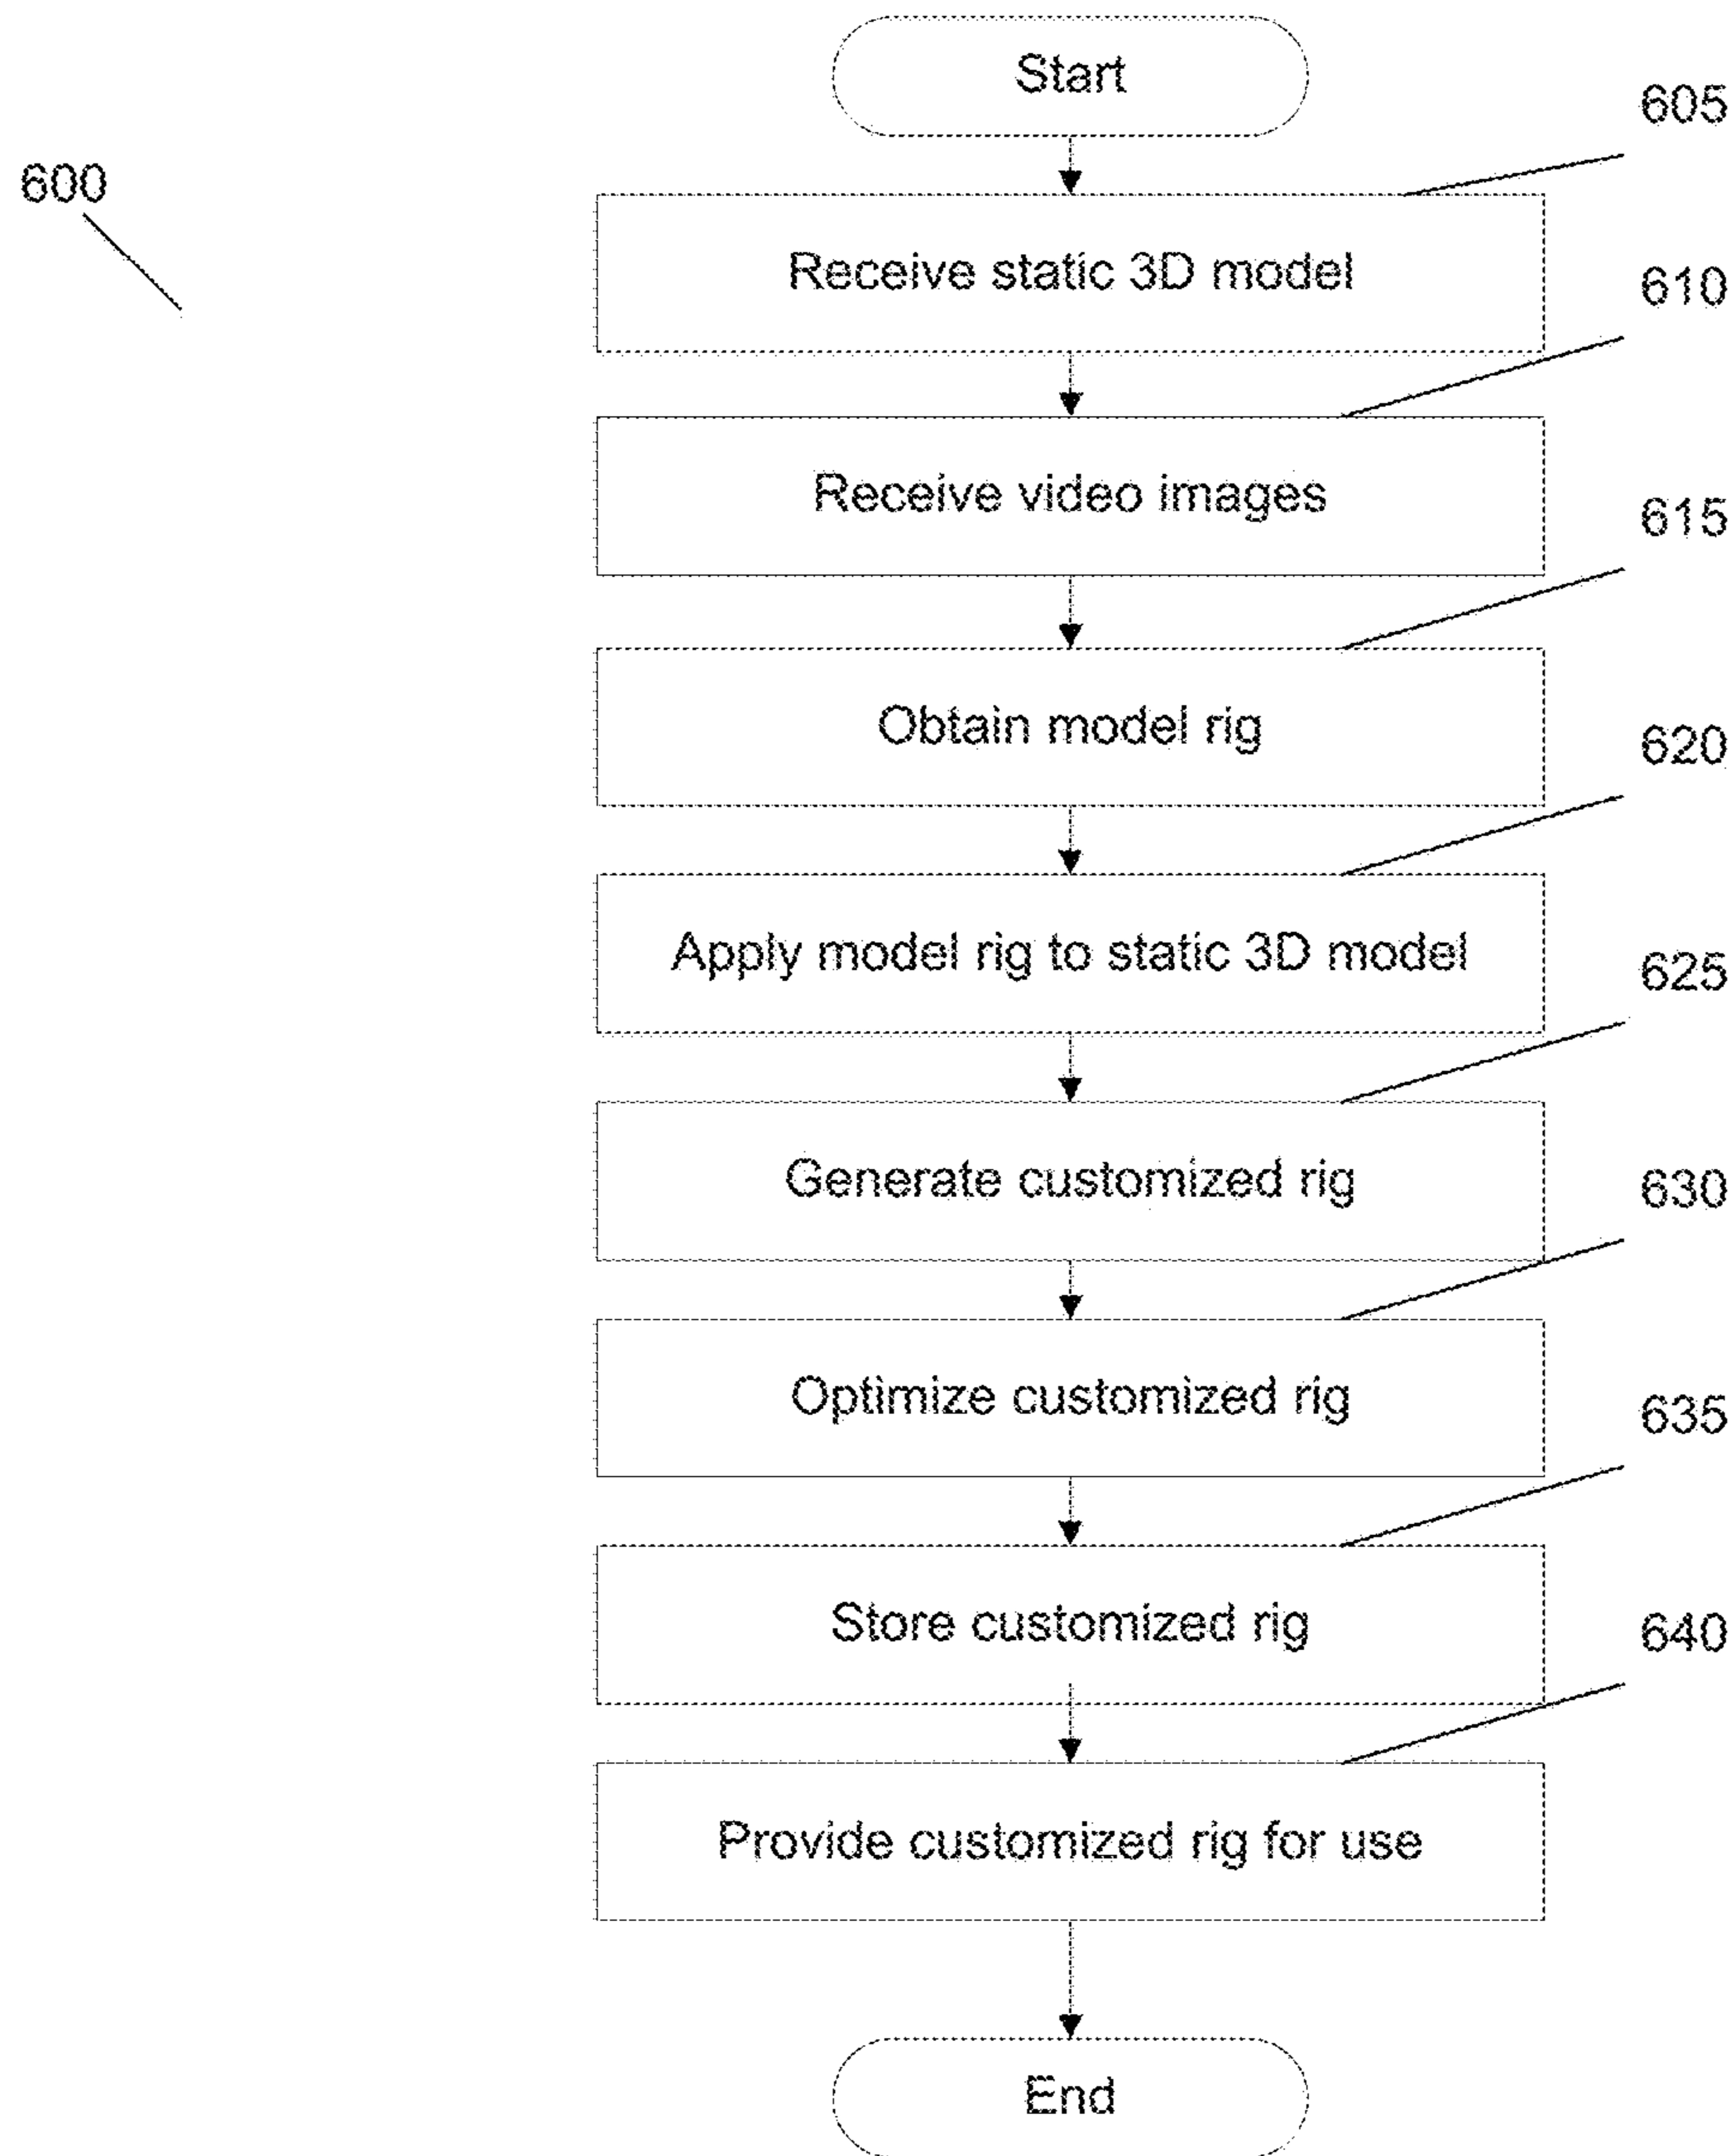 Start
605
600
Receive static 3D model
610
Receive video images
615
Obtain model rig
620
Apply model rig to static 3D model
625
Generate customized rig
630
Optimize customized rig
635
Store customized rig
640
Provide customized rig for use
End